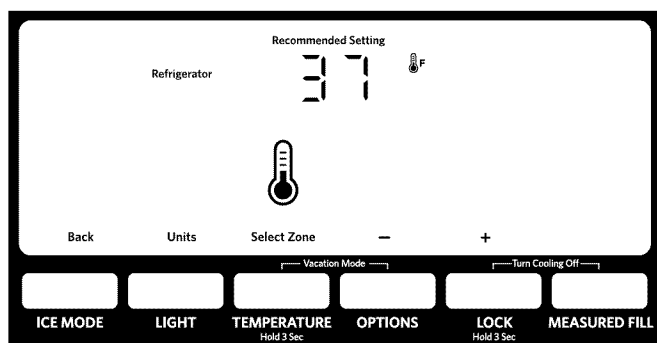 Recommended Setting
Refrigerator 37 F
Back Units Select Zone – +
Vacation Mode Turn Cooling Off
ICE MODE LIGHT TEMPERATURE OPTIONS LOCK MEASURED FILL
Hold 3 Sec Hold 3 Sec